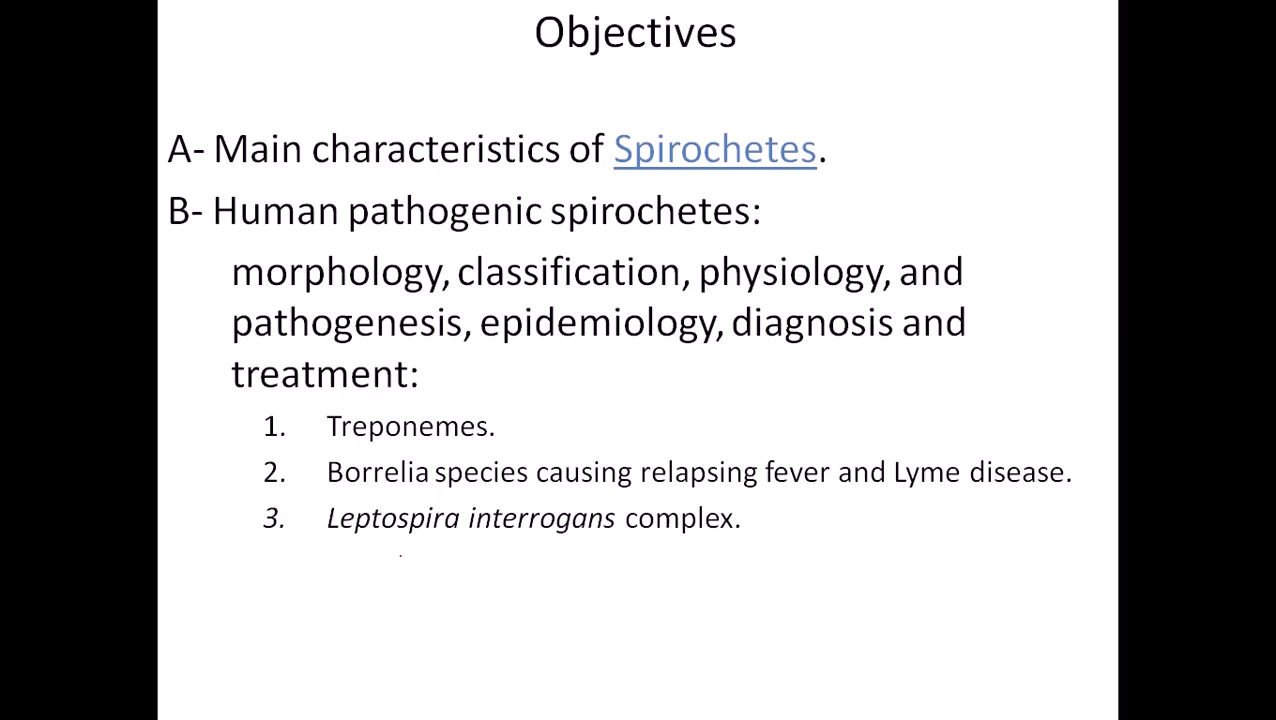 Objectives
A- Main characteristics of Spirochetes.
B- Human pathogenic spirochetes:
morphology, classification, physiology, and
pathogenesis, epidemiology, diagnosis and
treatment:
1. Treponemes.
2. Borrelia species causing relapsing fever and Lyme disease.
3. Leptospira interrogans complex.